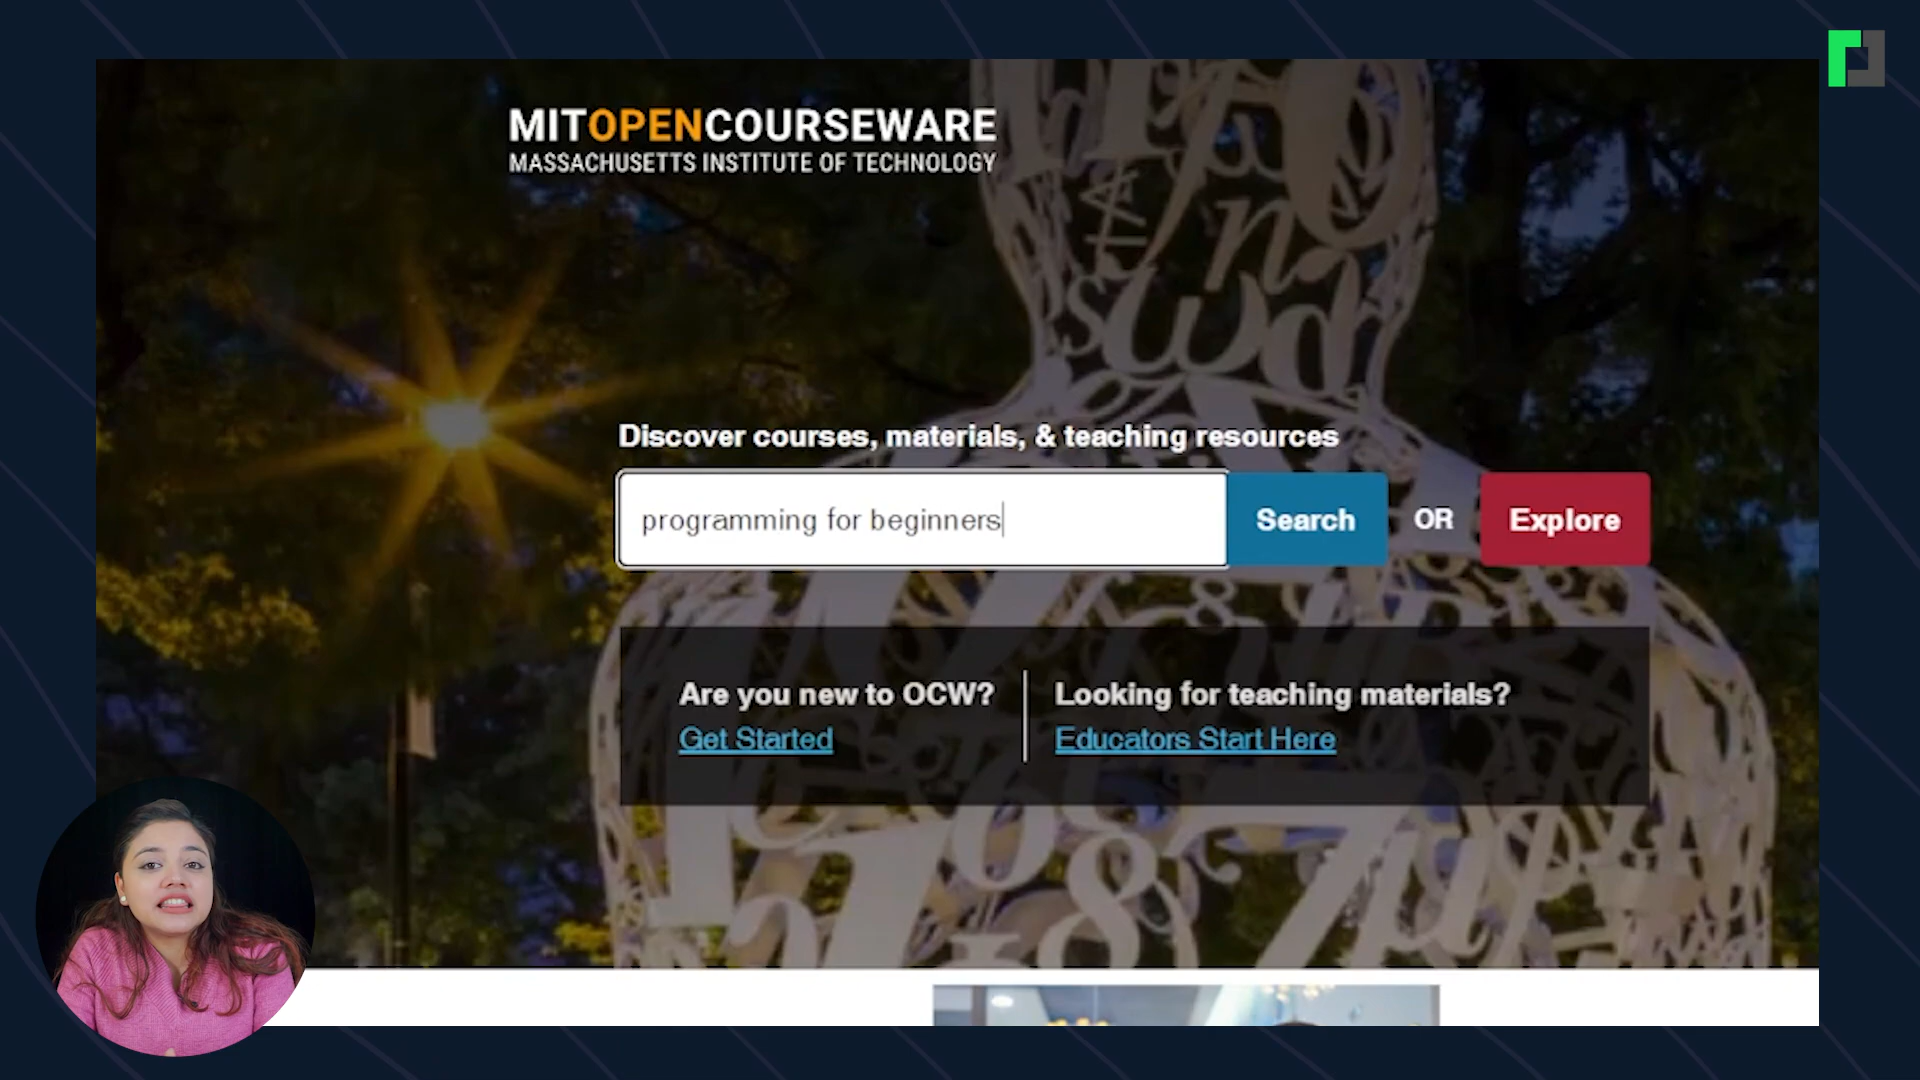 MITOPENCOURSEWARE
MASSACHUSETTS INSTITUTE OF TECHNOLOGY
Discover courses, materials, & teaching resources
programming for beginners
Search
OR
Explore
Are you new to OCW?
Get Started
Looking for teaching materials?
Educators Start Here